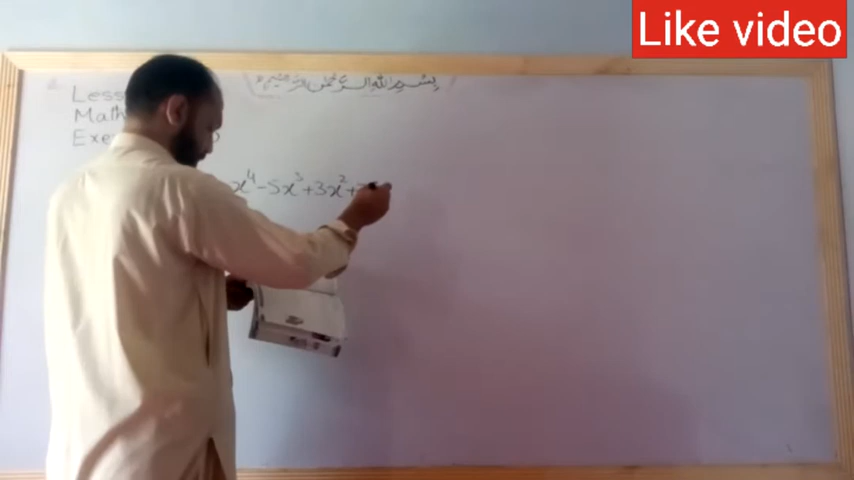 Like video
بسم الله الرحمن الرحيم
Less
Math
Exe
x⁴-5x³+3x²+